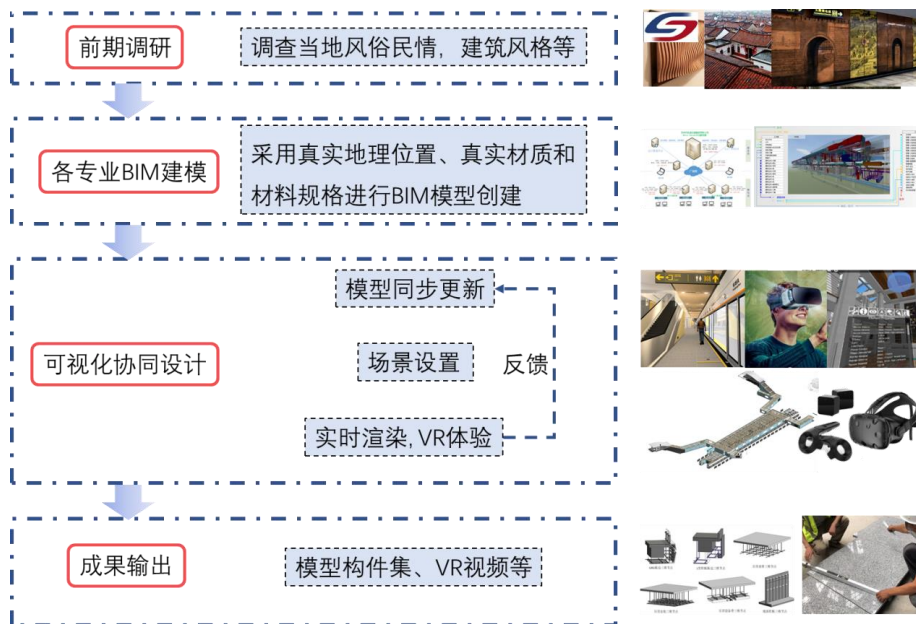 前期调研
调查当地风俗民情, 建筑风格等
各专业BIM建模
采用真实地理位置、真实材质和
材料规格进行BIM模型创建
可视化协同设计
模型同步更新
场景设置
反馈
实时渲染, VR体验
成果输出
模型构件集、VR视频等